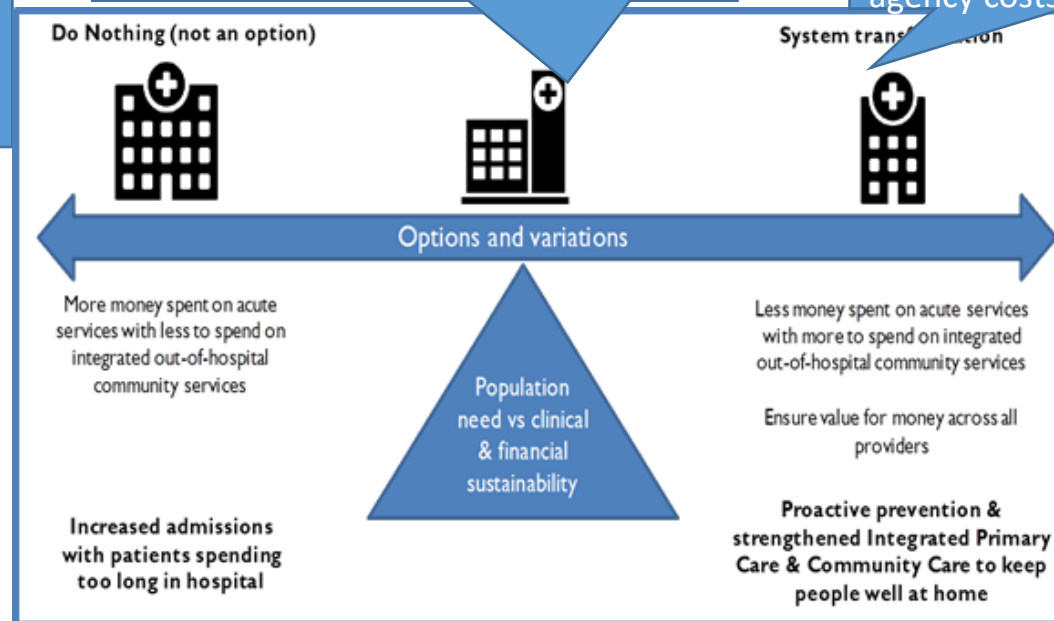 agency costs
Do Nothing (not an option)
System
Options and variations
More money spent on acute
services with less to spend on
integrated out-of-hospital
community services
Less money spent on acute services
with more to spend on integrated
out-of-hospital community services
Ensure value for money across all
providers
Population
need vs clinical
& financial
sustainability
Increased admissions
with patients spending
too long in hospital
Proactive prevention &
strengthened Integrated Primary
Care & Community Care to keep
people well at home